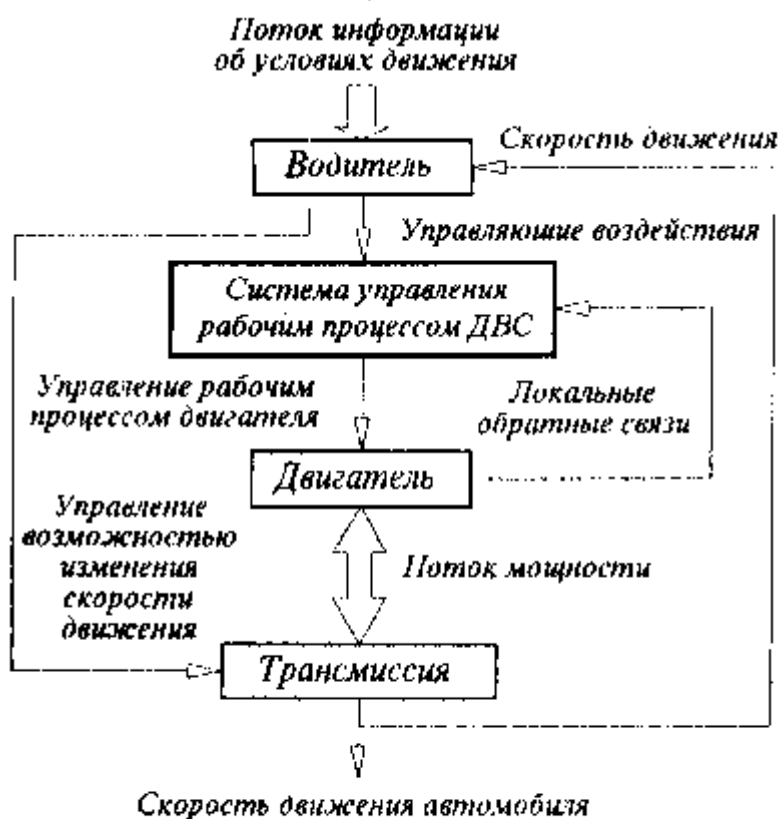 Поток информации
об условиях движения
Водитель
Скорость движения
Управляюшие воздействия
Система управления
рабочим процессом ДВС
Управление рабочим
процессом двигателя
Локальные
обратные связи
Двигатель
Управление
возможностью
изменения
скорости
движения
Поток мощности
Трансмиссия
Скорость движения автомобиля